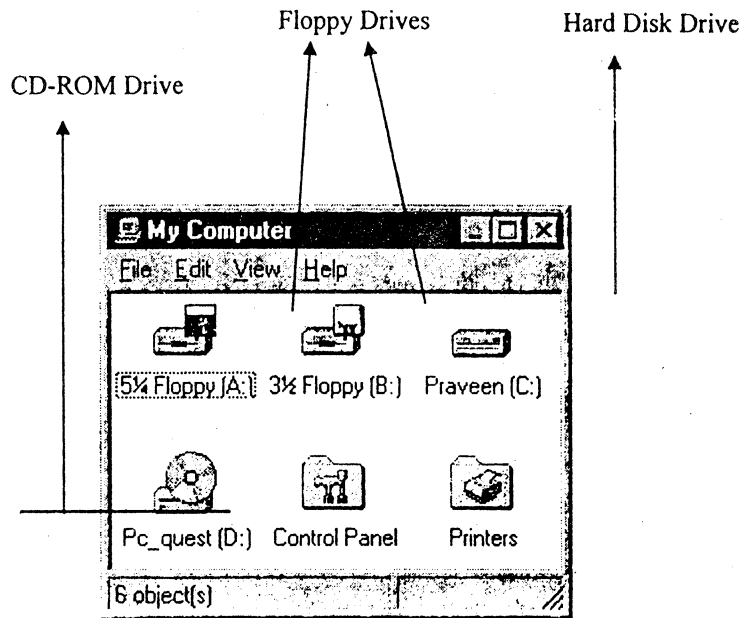 Floppy Drives
Hard Disk Drive
CD-ROM Drive
My Computer
File Edit View Help
5¼ Floppy (A:) 3½ Floppy (B:) Praveen (C:)
Pc_quest (D:) Control Panel Printers
6 object(s)